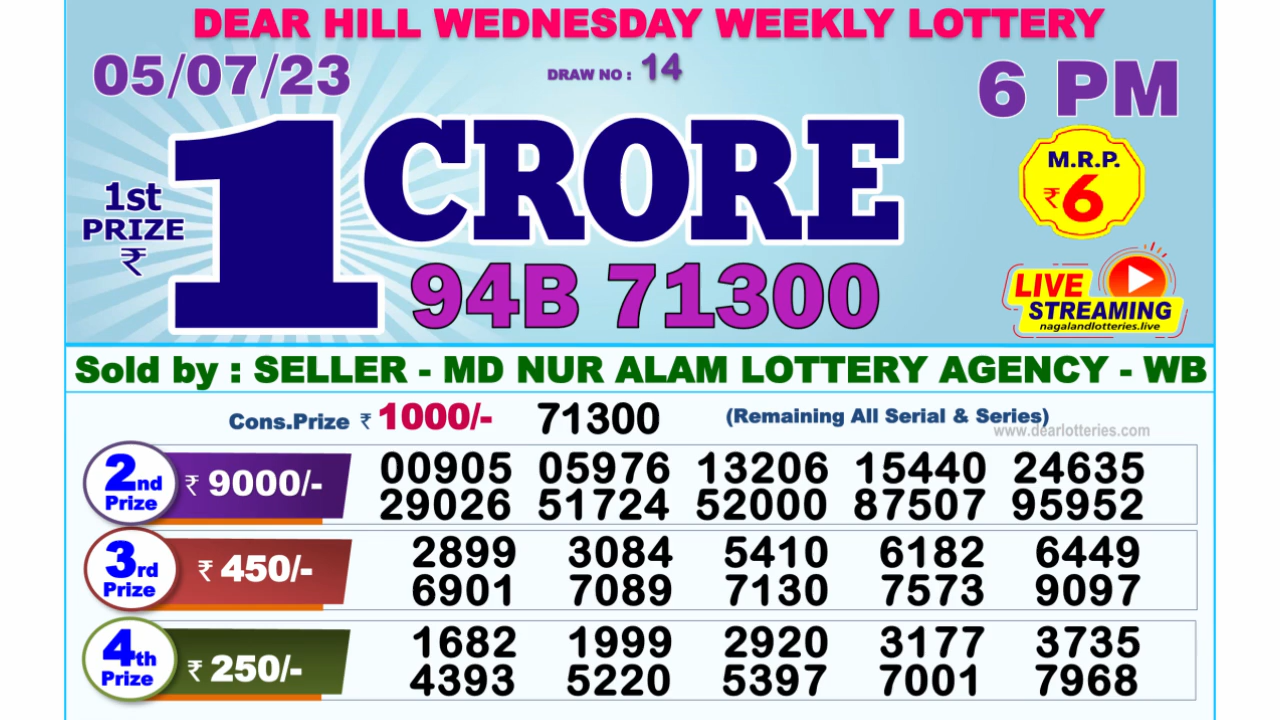 DEAR HILL WEDNESDAY WEEKLY LOTTERY
05/07/23
DRAW NO : 14
6 PM
1st
PRIZE
₹
1 CRORE
94B 71300
M.R.P.
₹6
LIVE
STREAMING
nagalandlotteries.live
Sold by : SELLER - MD NUR ALAM LOTTERY AGENCY - WB
Cons.Prize ₹ 1000/- 71300 (Remaining All Serial & Series)
www.dearlotteries.com
2nd
Prize
₹ 9000/-
00905 05976 13206 15440 24635
29026 51724 52000 87507 95952
3rd
Prize
₹ 450/-
2899 3084 5410 6182 6449
6901 7089 7130 7573 9097
4th
Prize
₹ 250/-
1682 1999 2920 3177 3735
4393 5220 5397 7001 7968